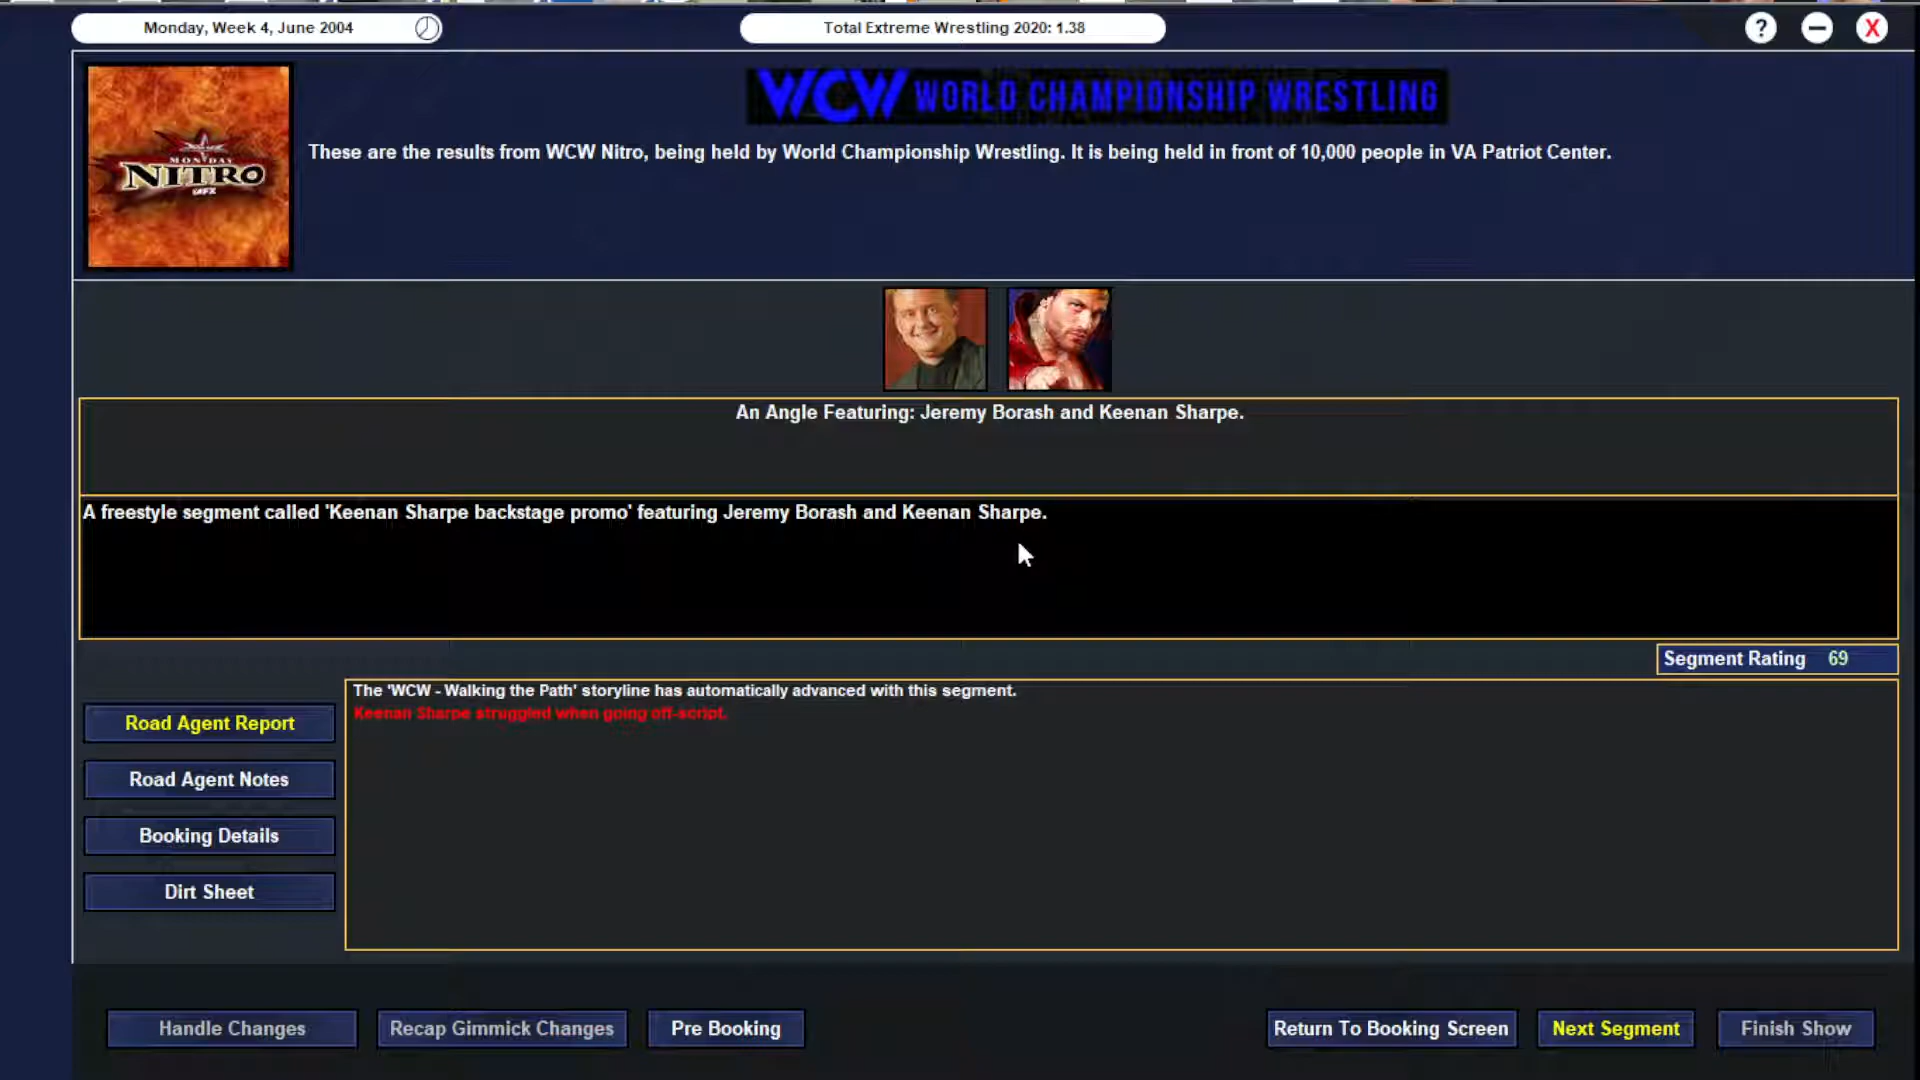 Monday, Week 4, June 2004
Total Extreme Wrestling 2020: 1.38
?
X
WCW WORLD CHAMPIONSHIP WRESTLING
MONDAY
NITRO
These are the results from WCW Nitro, being held by World Championship Wrestling. It is being held in front of 10,000 people in VA Patriot Center.
An Angle Featuring: Jeremy Borash and Keenan Sharpe.
A freestyle segment called 'Keenan Sharpe backstage promo' featuring Jeremy Borash and Keenan Sharpe.
Segment Rating 69
The 'WCW - Walking the Path' storyline has automatically advanced with this segment.
Keenan Sharpe struggled when going off-script.
Road Agent Report
Road Agent Notes
Booking Details
Dirt Sheet
Handle Changes
Recap Gimmick Changes
Pre Booking
Return To Booking Screen
Next Segment
Finish Show